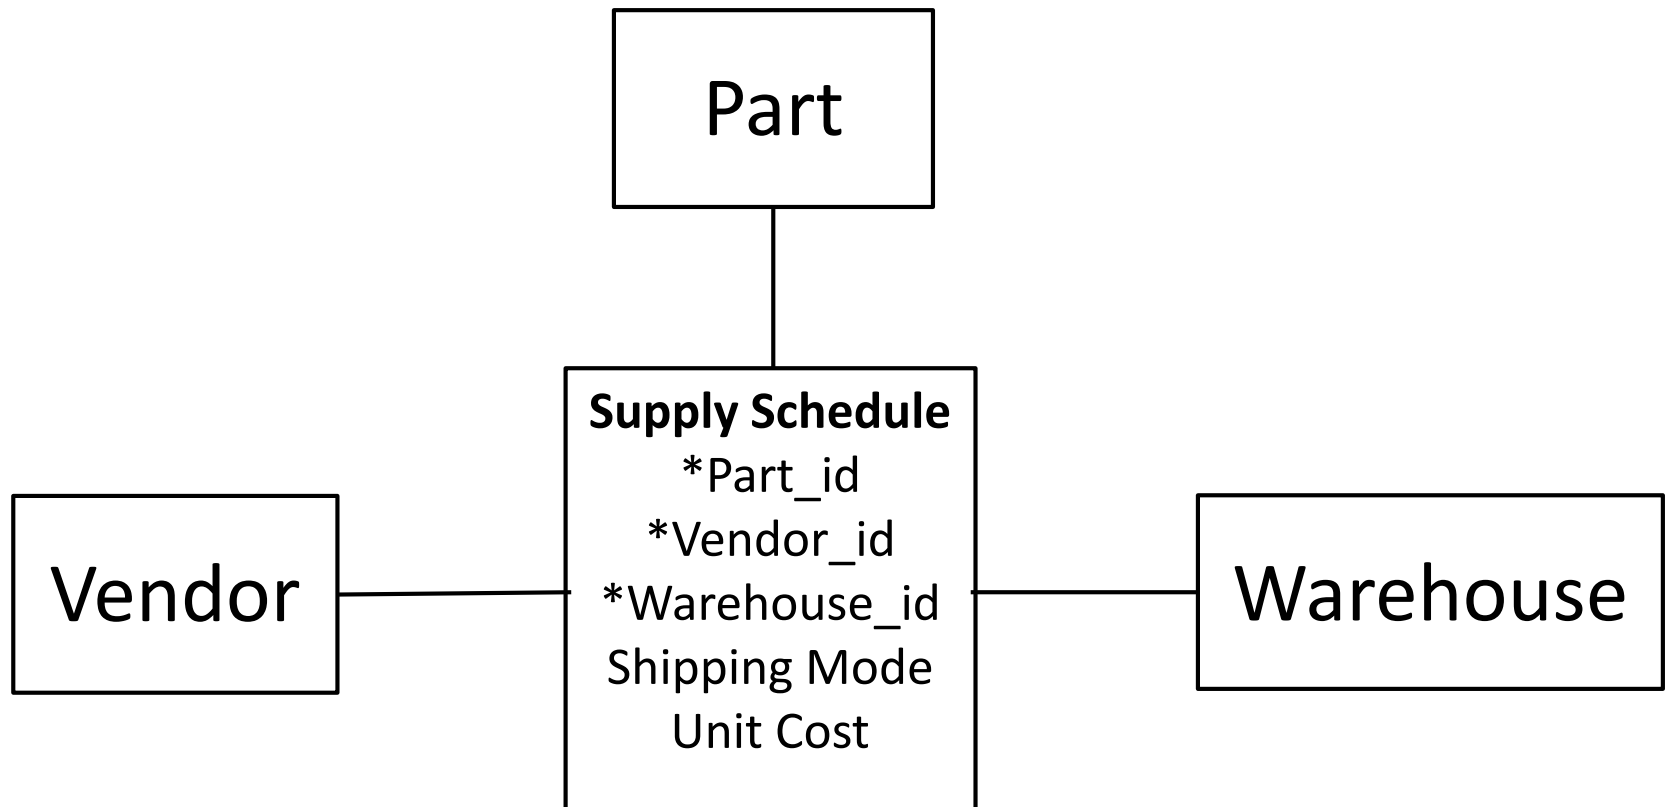 Part
Supply Schedule
*Part_id
*Vendor_id
*Warehouse_id
Shipping Mode
Unit Cost
Vendor
Warehouse